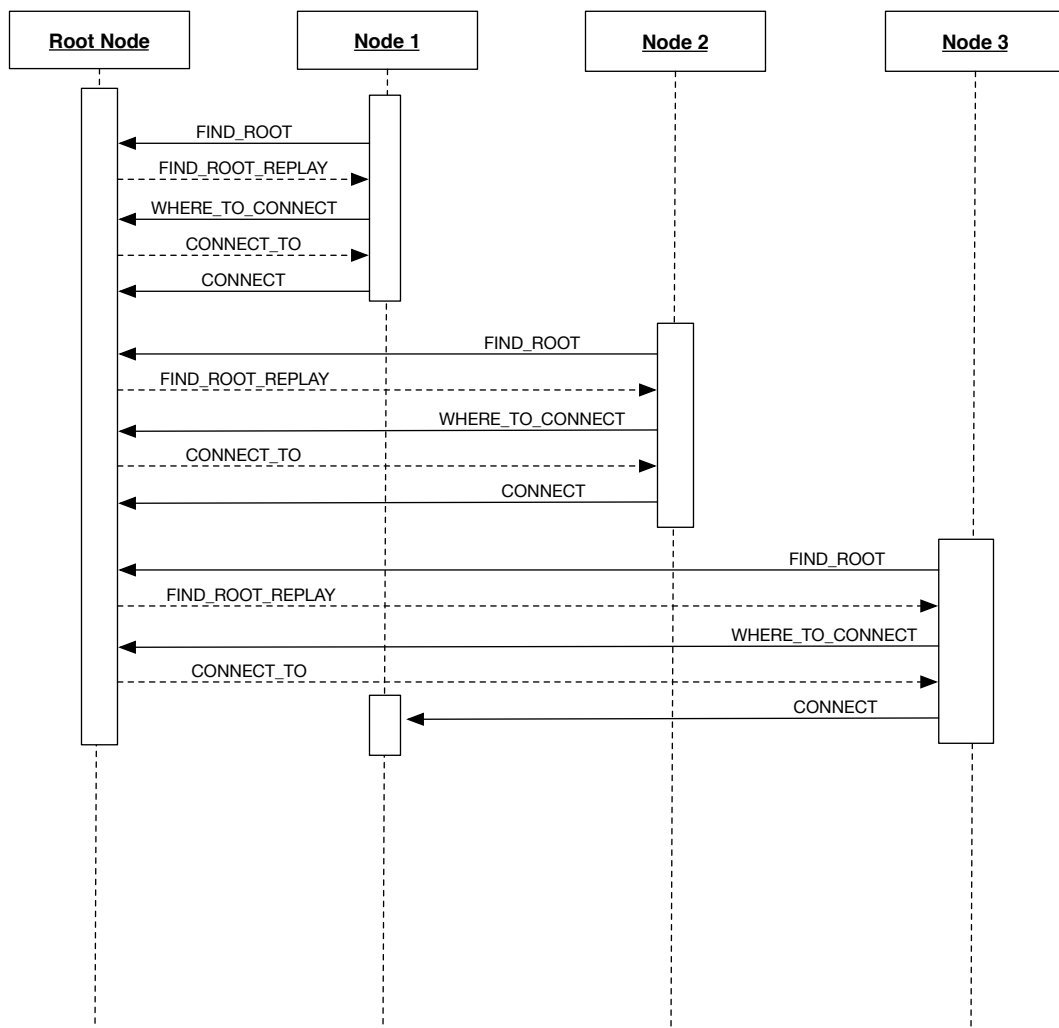 Root Node
Node 1
Node 2
Node 3
FIND_ROOT
FIND_ROOT_REPLAY
WHERE_TO_CONNECT
CONNECT_TO
CONNECT
FIND_ROOT
FIND_ROOT_REPLAY
WHERE_TO_CONNECT
CONNECT_TO
CONNECT
FIND_ROOT
FIND_ROOT_REPLAY
WHERE_TO_CONNECT
CONNECT_TO
CONNECT